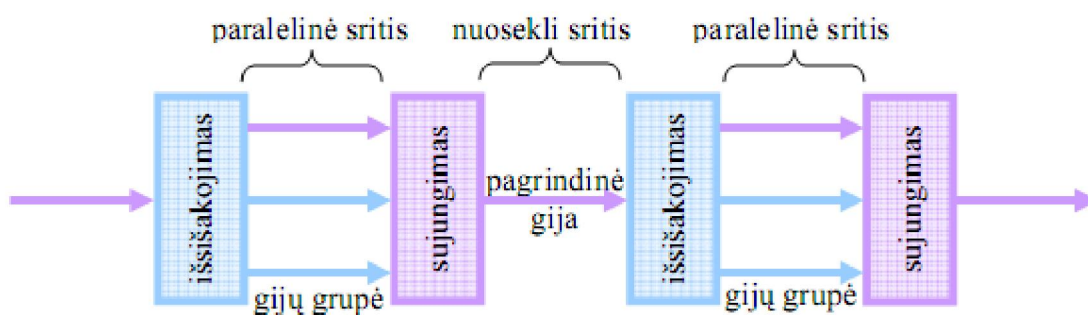 paralelinė sritis
nuosekli sritis
paralelinė sritis
išsišakojimas
sujungimas
pagrindinė
gija
išsišakojimas
sujungimas
gijų grupė
gijų grupė